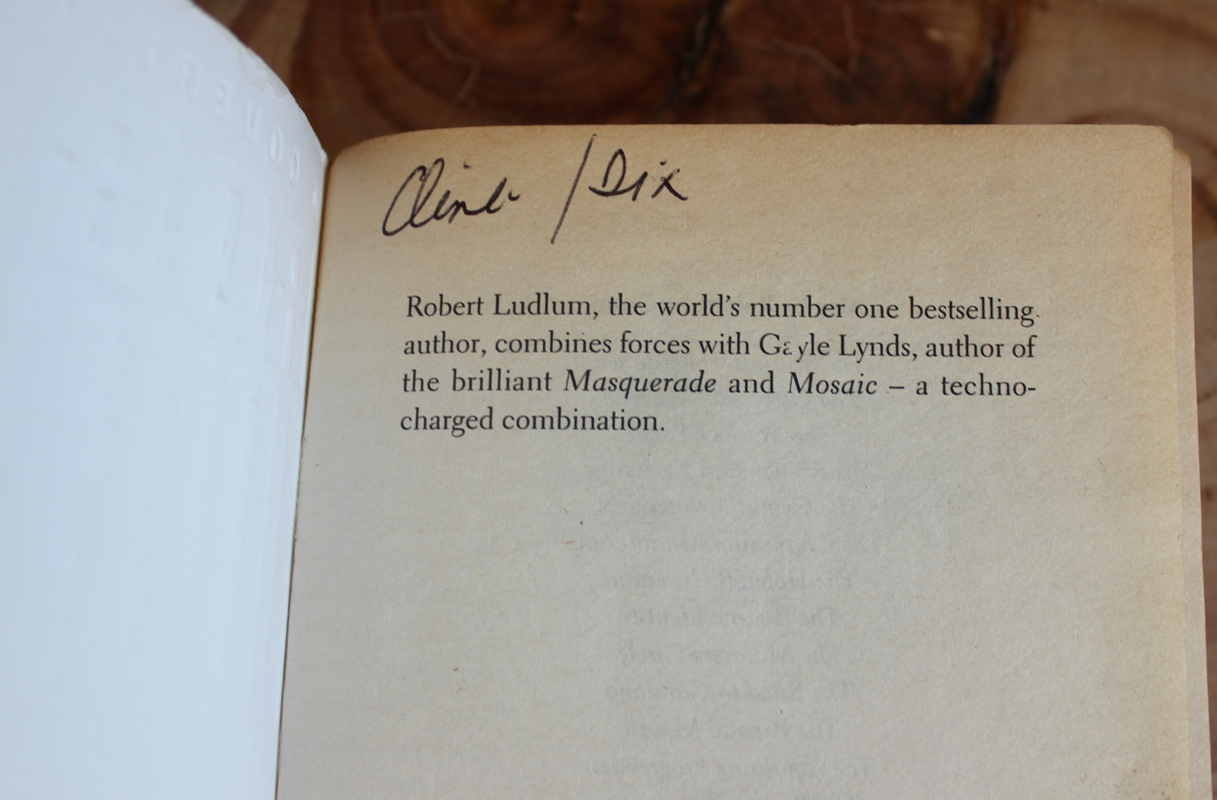 / Dix
Robert Ludlum, the world's number one bestselling
author, combines forces with Gayle Lynds, author of
the brilliant Masquerade and Mosaic – a techno-
charged combination.